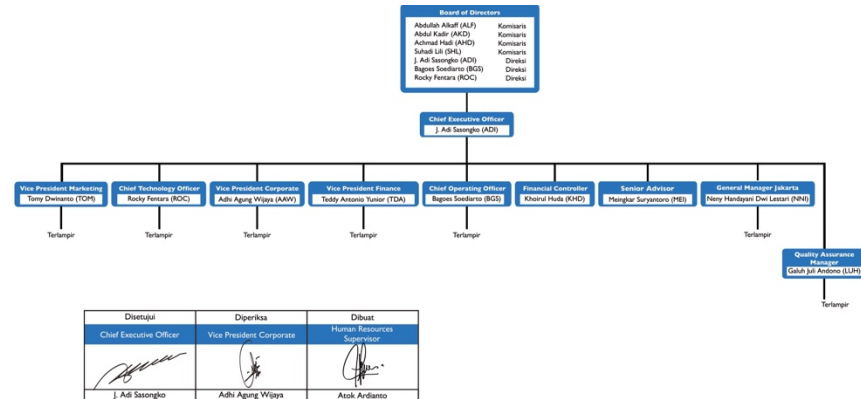 Board of Directors
Abdullah Alkaff (ALF) Komisaris
Abdul Kadir (AKD) Komisaris
Achmad Hadi (AHD) Komisaris
Suhadi Lili (SHL) Komisaris
J. Adi Sasongko (ADI) Direksi
Bagoes Soediarto (BGS) Direksi
Rocky Fentara (ROC) Direksi
Chief Executive Officer
J. Adi Sasongko (ADI)
Vice President Marketing
Tomy Dwinanto (TOM)
Terlampir
Chief Technology Officer
Rocky Fentara (ROC)
Terlampir
Vice President Corporate
Adhi Agung Wijaya (AAW)
Terlampir
Vice President Finance
Teddy Antonio Yunior (TDA)
Terlampir
Chief Operating Officer
Bagoes Soediarto (BGS)
Terlampir
Financial Controller
Khoirul Huda (KHD)
Senior Advisor
Meingkar Suryantoro (MEI)
General Manager Jakarta
Neny Handayani Dwi Lestari (NNI)
Terlampir
Quality Assurance
Manager
Galuh Juli Andono (LUH)
Terlampir
Disetujui Diperiksa Dibuat
Chief Executive Officer Vice President Corporate Human Resources
Supervisor
J. Adi Sasongko Adhi Agung Wijaya Atok Ardianto